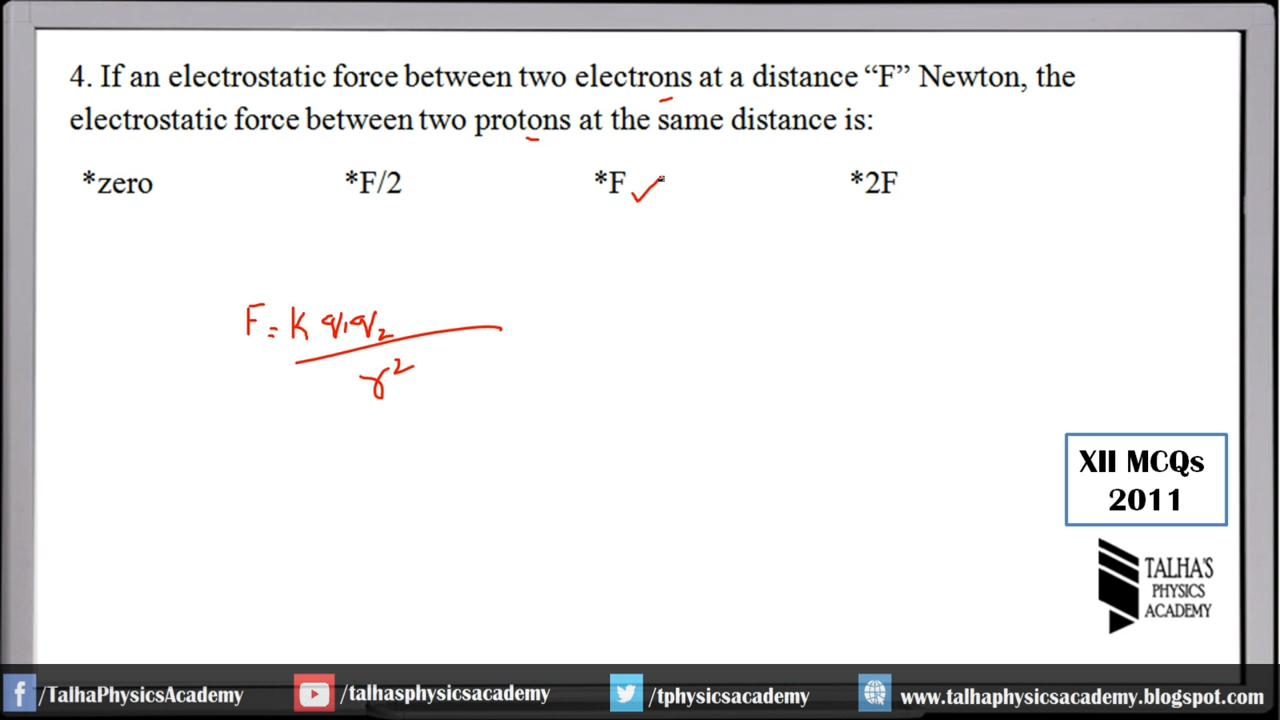 4. If an electrostatic force between two electrons at a distance “F” Newton, the
electrostatic force between two protons at the same distance is:
*zero *F/2 *F *2F
F = K q₁q₂
r²
XII MCQs
2011
TALHA'S
PHYSICS
ACADEMY
/TalhaPhysicsAcademy /talhasphysicsacademy /tphysicsacademy www.talhaphysicsacademy.blogspot.com